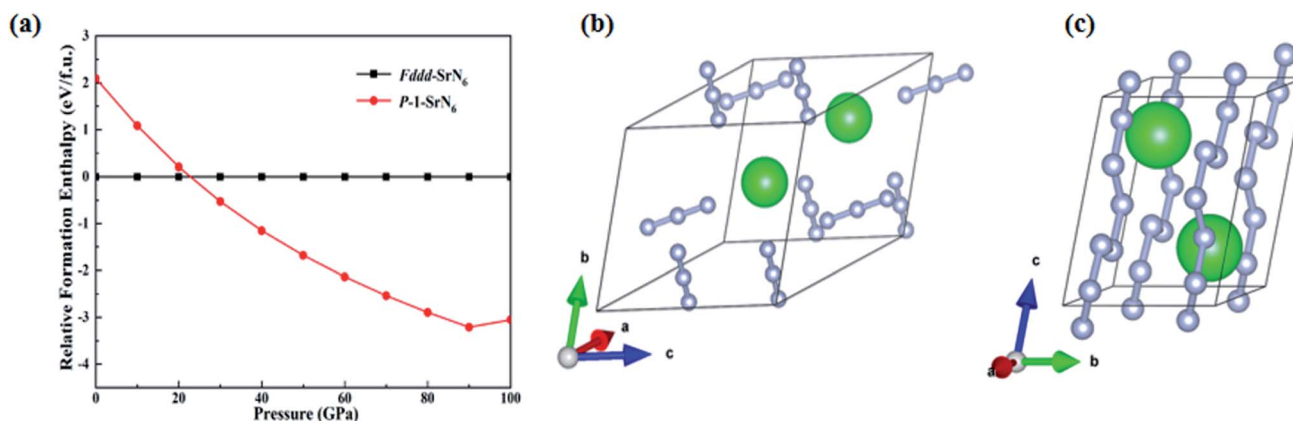 (a)
Relative Formation Enthalpy (eV/f.u.)
3
2
1
0
-1
-2
-3
-4
Fddd-SrN₆
P-1-SrN₆
0
20
40
60
80
100
Pressure (GPa)
(b)
b
a
c
(c)
c
a
b